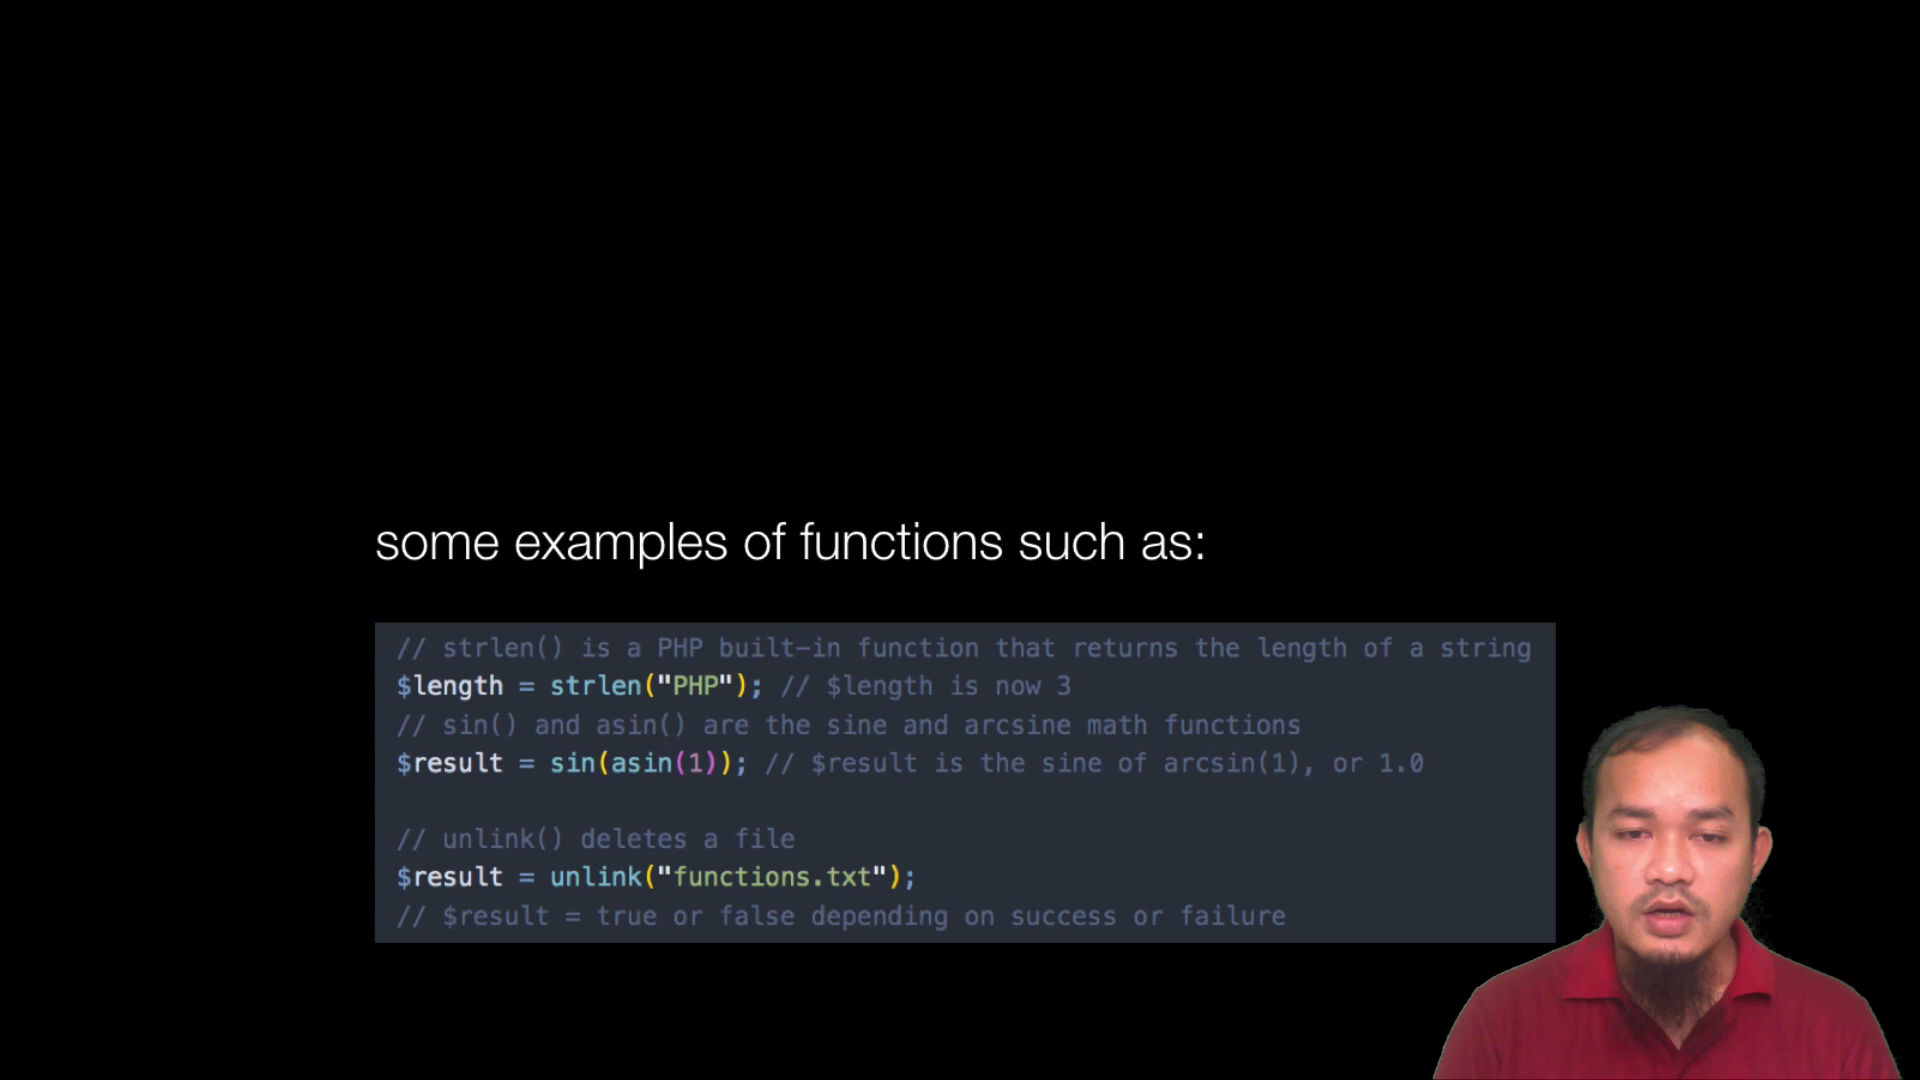 some examples of functions such as:
// strlen() is a PHP built-in function that returns the length of a string
$length = strlen("PHP"); // $length is now 3
// sin() and asin() are the sine and arcsine math functions
$result = sin(asin(1)); // $result is the sine of arcsin(1), or 1.0
// unlink() deletes a file
$result = unlink("functions.txt");
// $result = true or false depending on success or failure